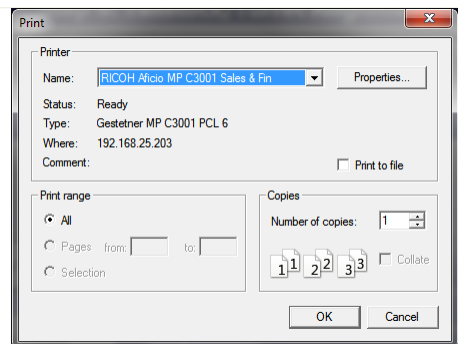 Print
Printer
Name: RICOH Aficio MP C3001 Sales & Fin Properties...
Status: Ready
Type: Gestetner MP C3001 PCL 6
Where: 192.168.25.203
Comment:
Print to file
Print range
All
Pages from: to:
Selection
Copies
Number of copies: 1
1 1 2 2 3 3 Collate
OK Cancel